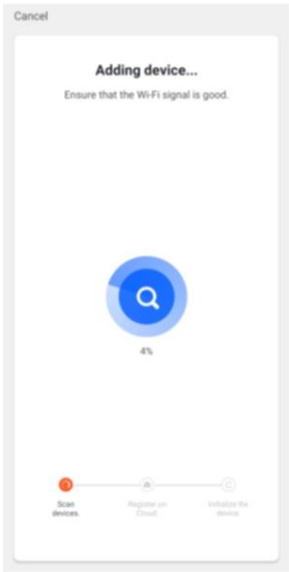 Cancel
Adding device...
Ensure that the Wi-Fi signal is good.
4%
Scan
devices.
Register on
Cloud.
Initialize the
device.